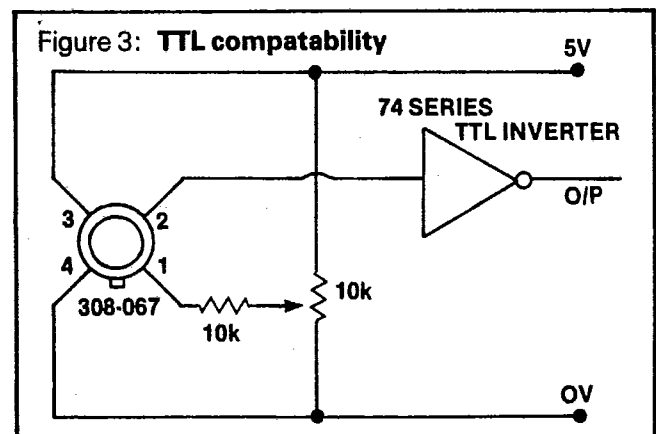 Figure 3: TTL compatability
5V
74 SERIES
TTL INVERTER
O/P
3 2
4 1
308-067
10k
10k
OV